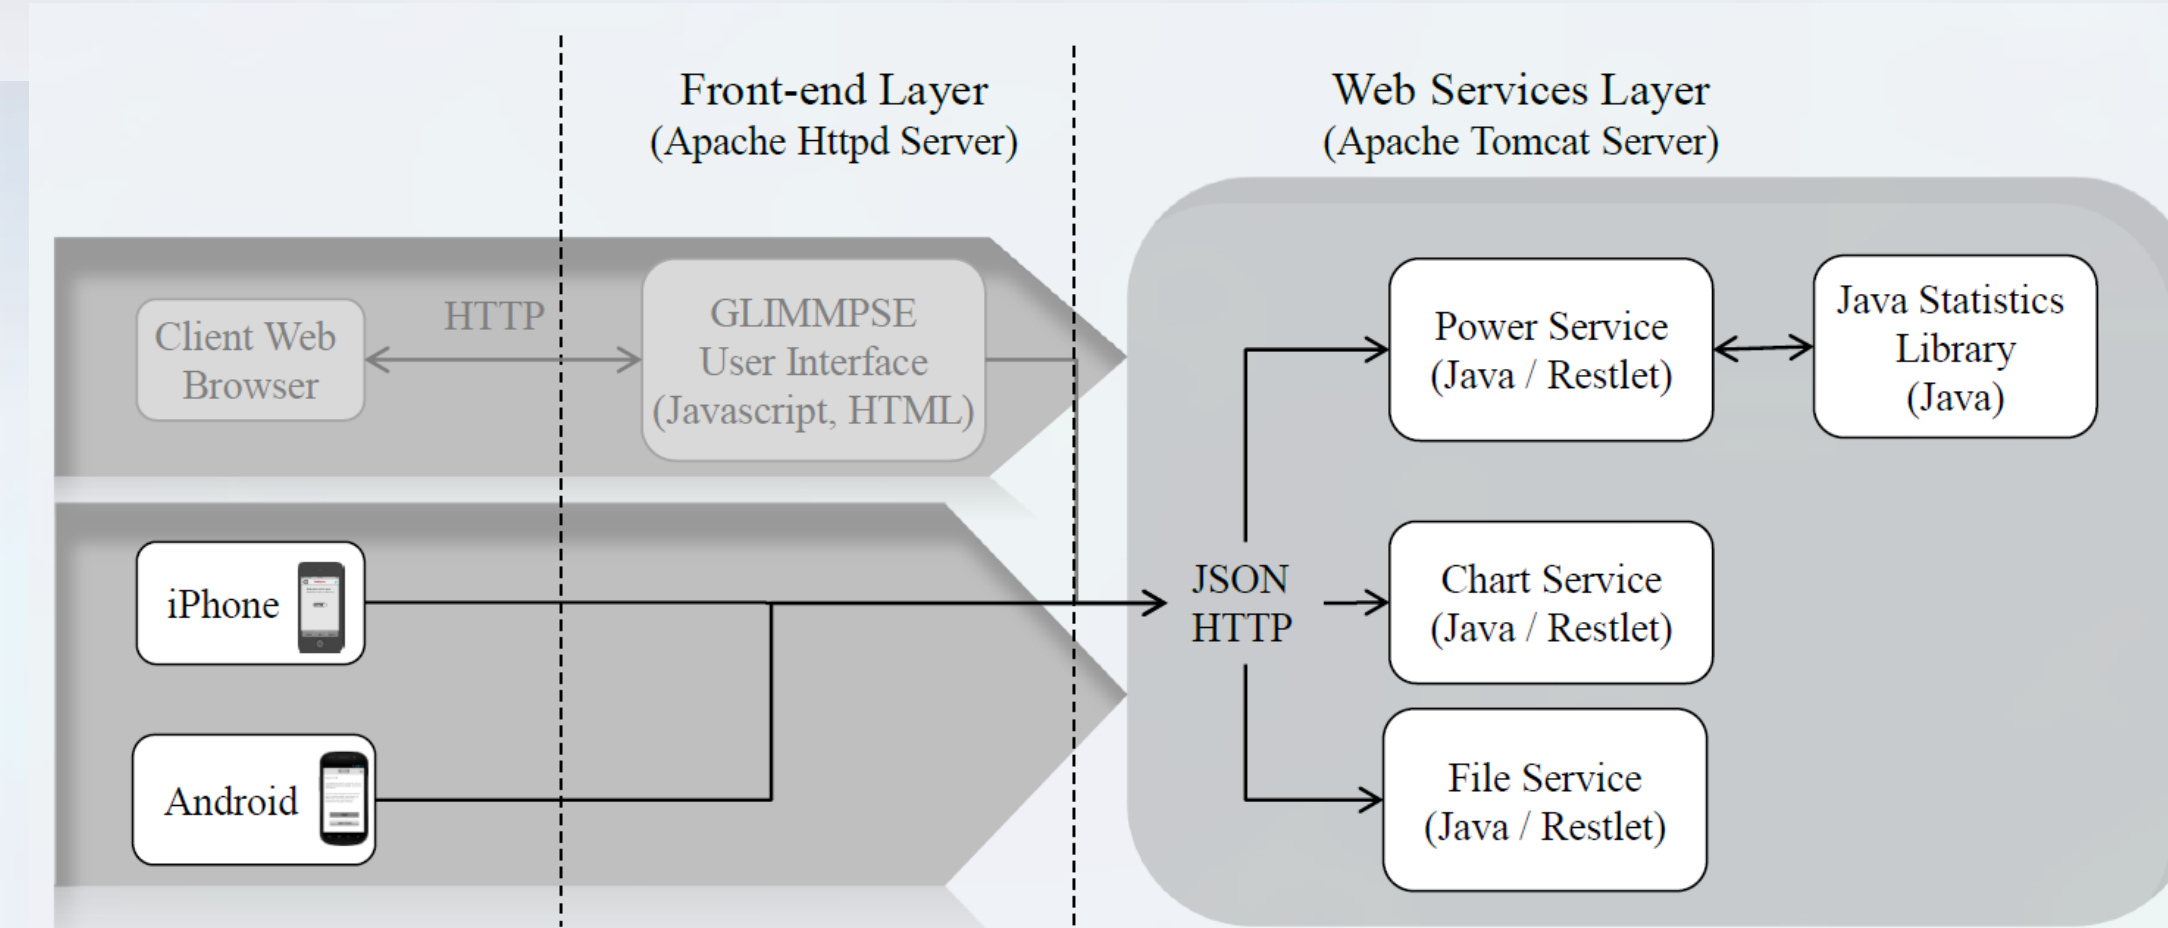 Front-end Layer
(Apache Httpd Server)
Web Services Layer
(Apache Tomcat Server)
Client Web
Browser
HTTP
GLIMMPSE
User Interface
(Javascript, HTML)
Power Service
(Java / Restlet)
Java Statistics
Library
(Java)
iPhone
JSON
HTTP
Chart Service
(Java / Restlet)
Android
File Service
(Java / Restlet)